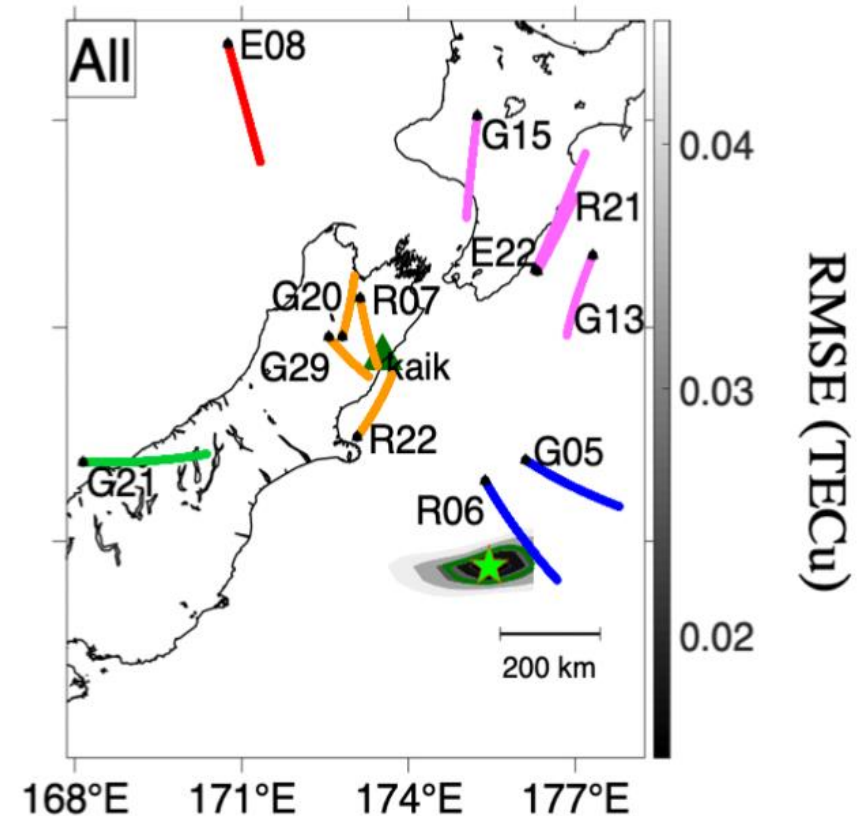 All
E08
G15
0.04
R21
E22
G20
R07
G13
G29
kaik
0.03
R22
G05
G21
R06
0.02
200 km
168°E
171°E
174°E
177°E
RMSE (TECu)